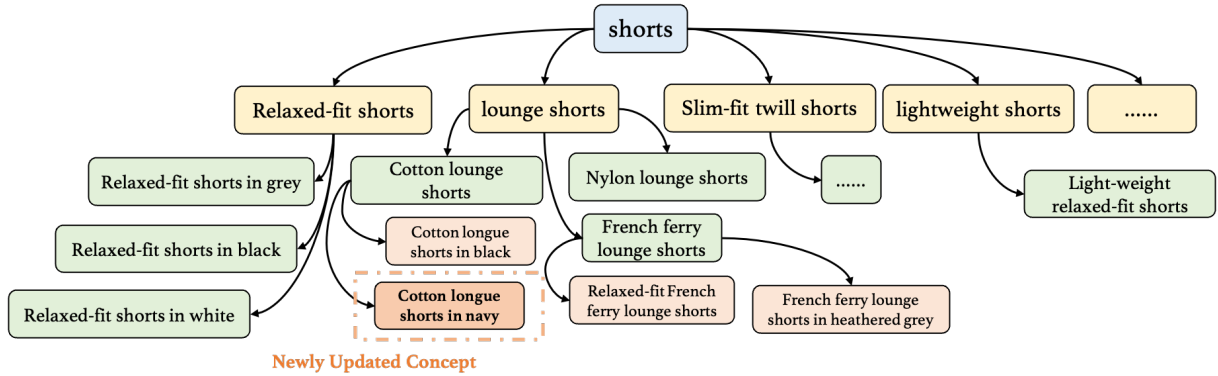 shorts
Relaxed-fit shorts
lounge shorts
Slim-fit twill shorts
lightweight shorts
......
Relaxed-fit shorts in grey
Cotton lounge
shorts
Nylon lounge shorts
......
Light-weight
relaxed-fit shorts
Relaxed-fit shorts in black
Cotton longue
shorts in black
French ferry
lounge shorts
Relaxed-fit shorts in white
Cotton longue
shorts in navy
Relaxed-fit French
ferry lounge shorts
French ferry lounge
shorts in heathered grey
Newly Updated Concept